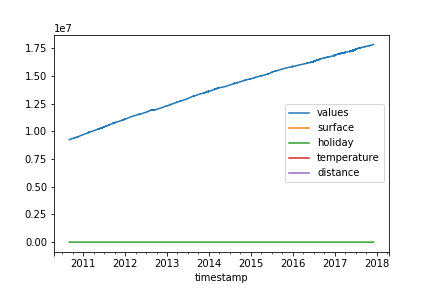 1e7
1.75
1.50
1.25
1.00
0.75
0.50
0.25
0.00
values
surface
holiday
temperature
distance
2011 2012 2013 2014 2015 2016 2017 2018
timestamp